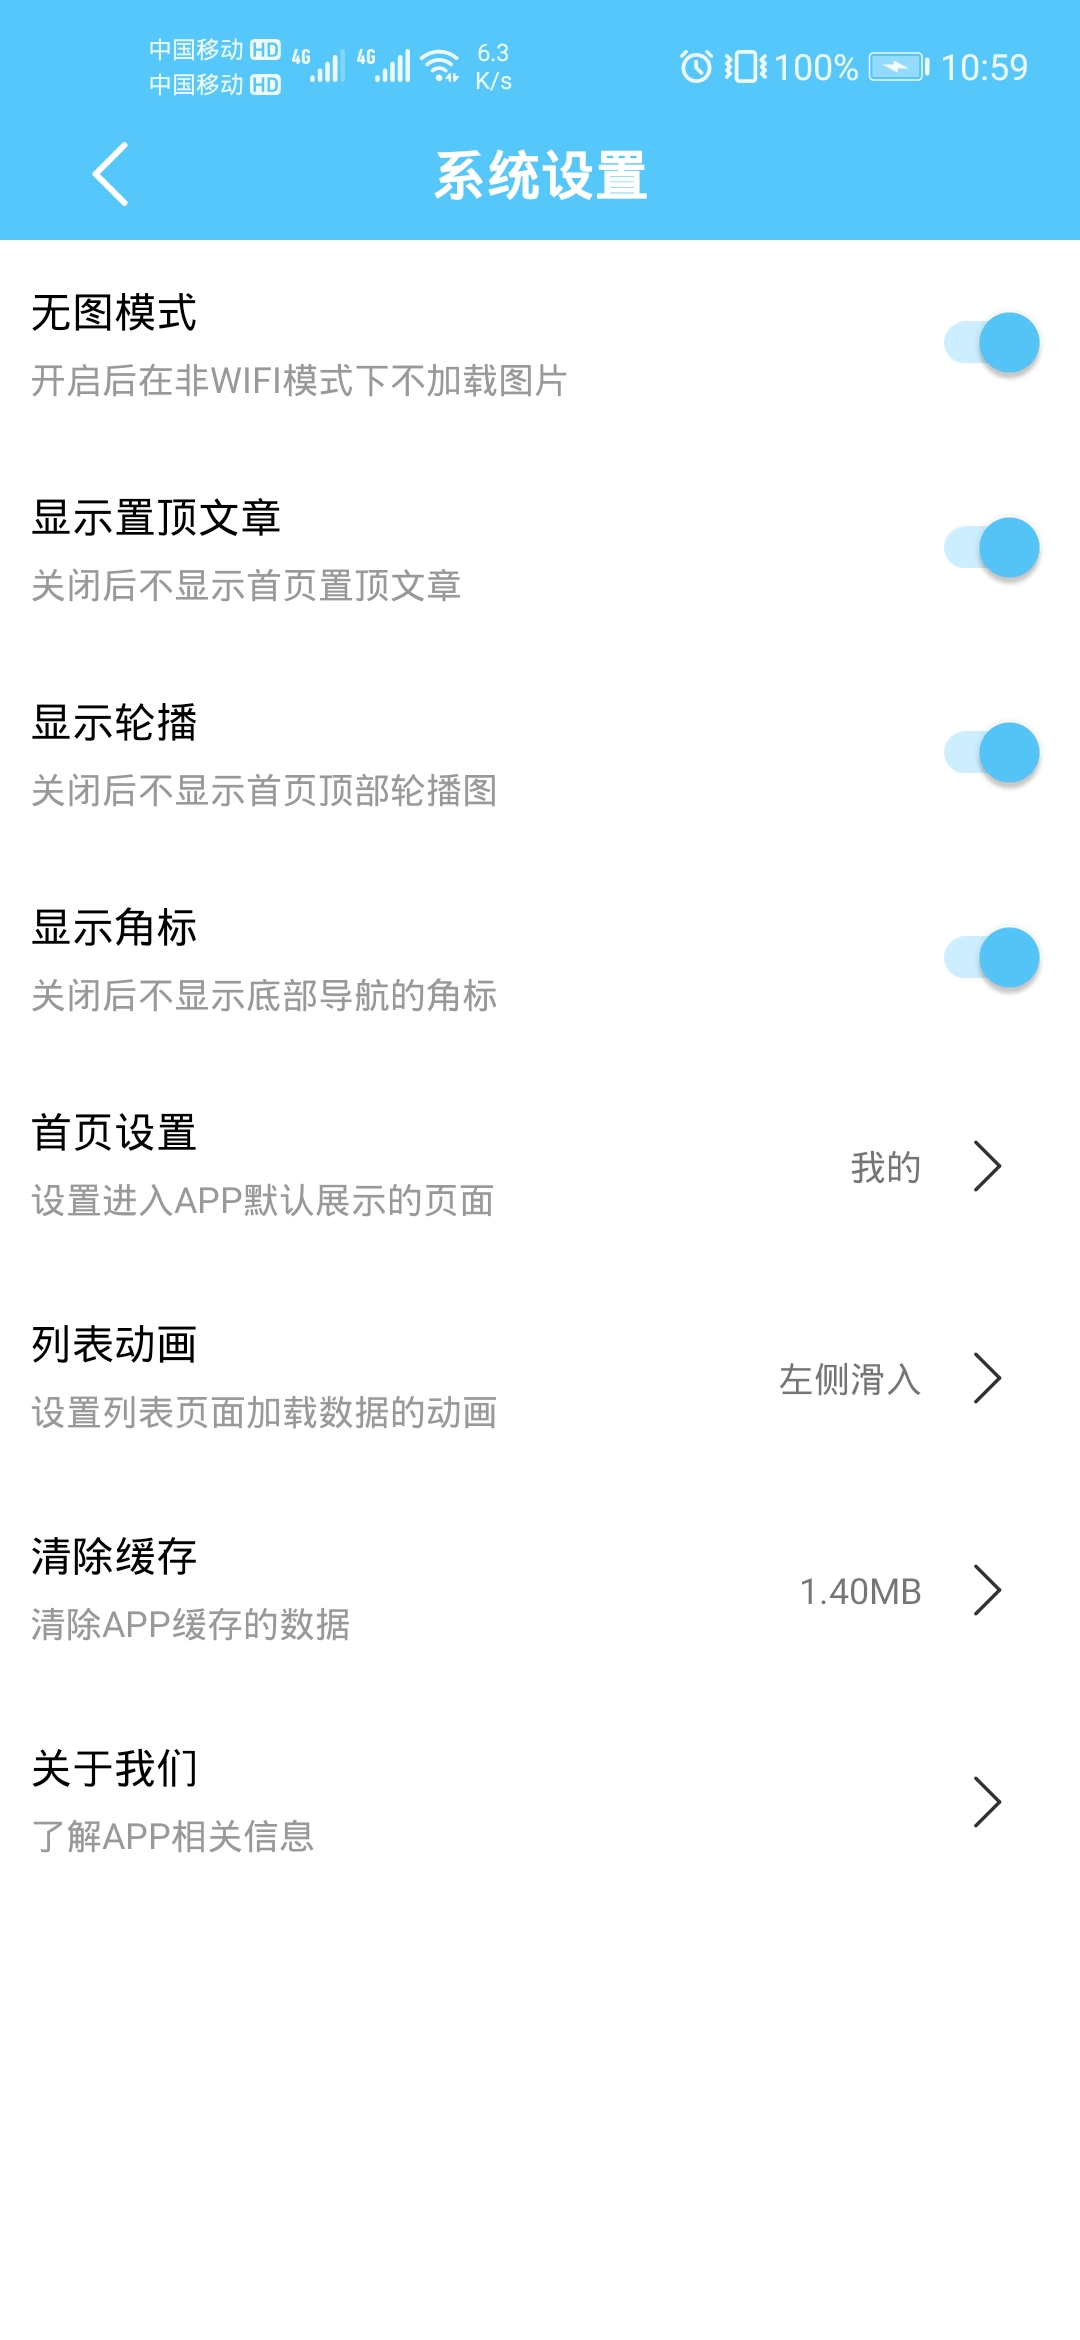 中国移动 HD
中国移动 HD
4G 4G 6.3 K/s 100% 10:59
系统设置
无图模式
开启后在非WIFI模式下不加载图片
显示置顶文章
关闭后不显示首页置顶文章
显示轮播
关闭后不显示首页顶部轮播图
显示角标
关闭后不显示底部导航的角标
首页设置
设置进入APP默认展示的页面
我的
列表动画
设置列表页面加载数据的动画
左侧滑入
清除缓存
清除APP缓存的数据
1.40MB
关于我们
了解APP相关信息